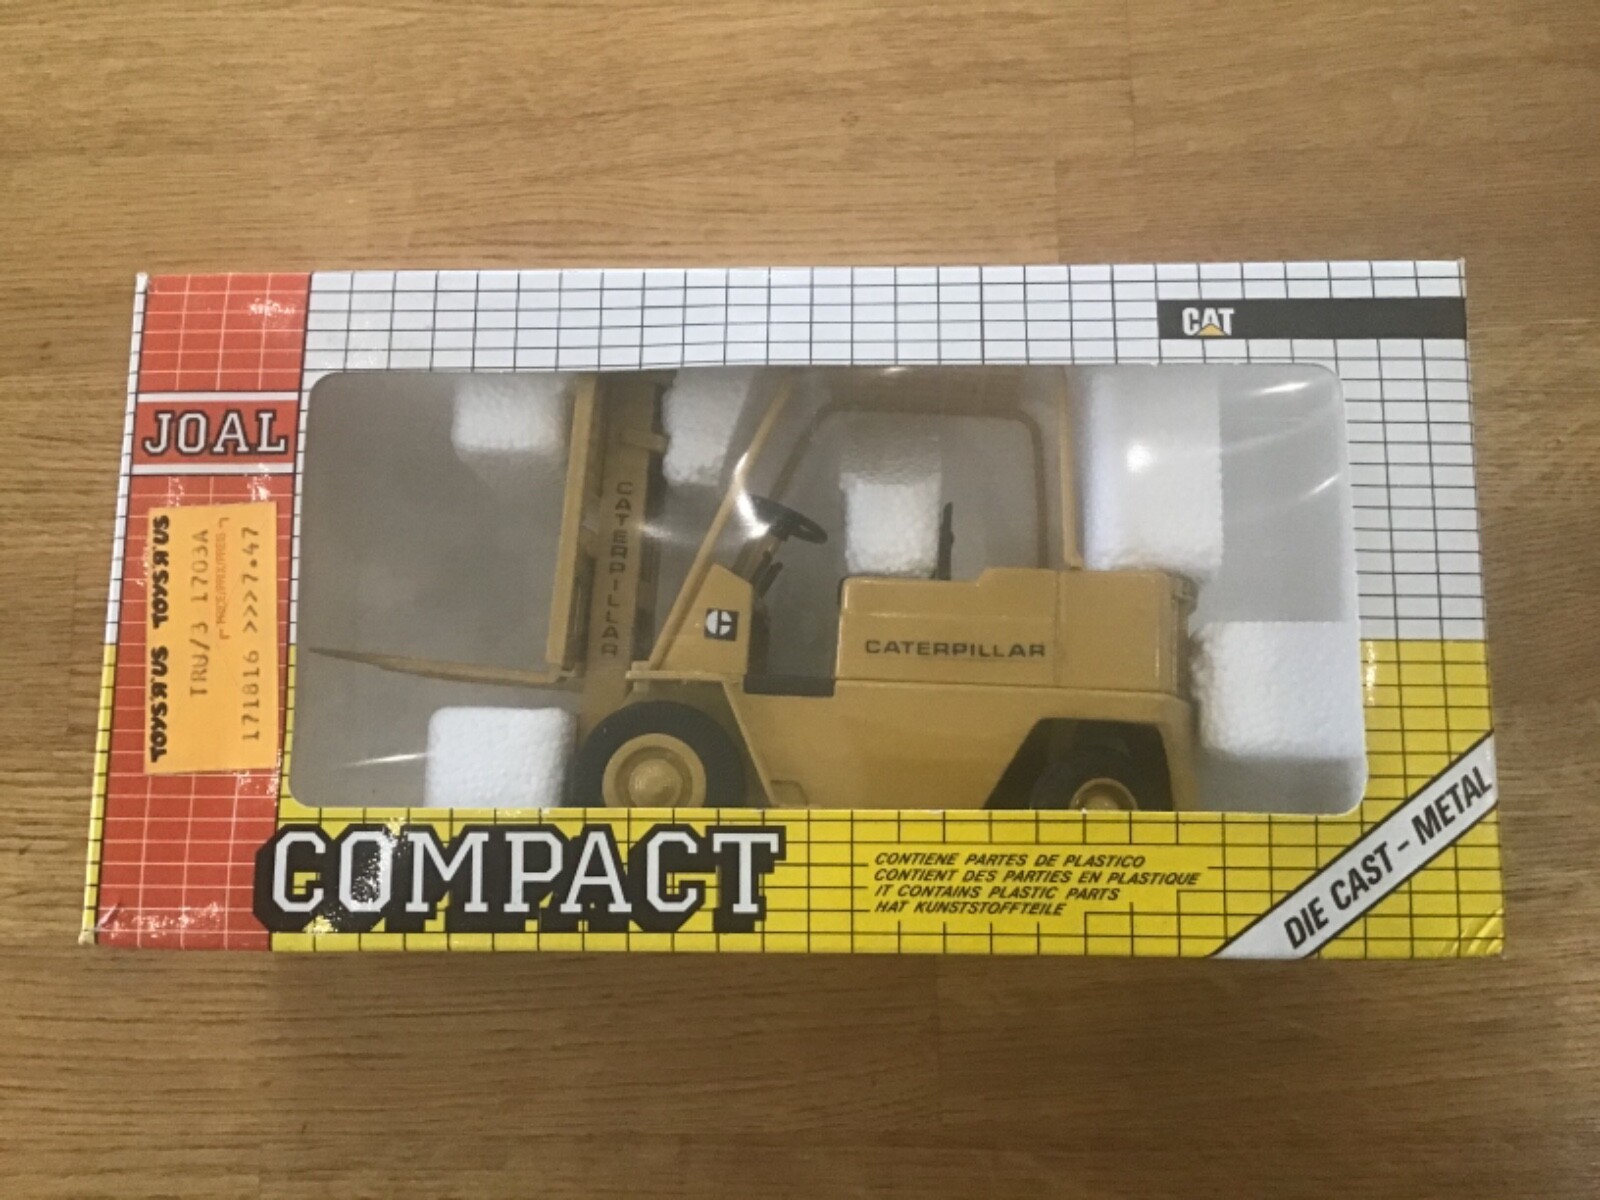 CAT
JOAL
TOYS"R"US TOYS"R"US
TRU/3 1703A
171816 >>>7.47
CATERPILLAR
C
CATERPILLAR
COMPACT
CONTIENE PARTES DE PLASTICO
CONTIENT DES PARTIES EN PLASTIQUE
IT CONTAINS PLASTIC PARTS
HAT KUNSTSTOFFTEILE
DIE CAST - METAL